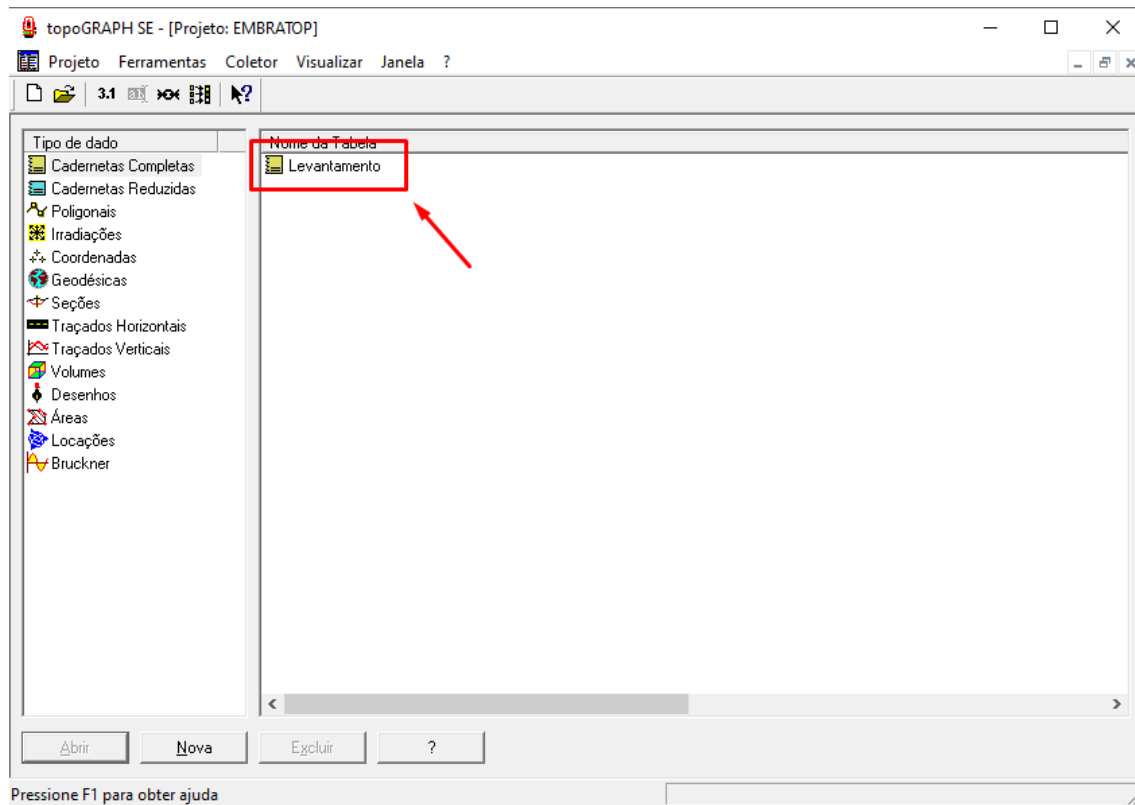 topoGRAPH SE - [Projeto: EMBRATOP]
Projeto Ferramentas Coletor Visualizar Janela ?
3.1
Tipo de dado
Nome da Tabela
Cadernetas Completas
Levantamento
Cadernetas Reduzidas
Poligonais
Irradiações
Coordenadas
Geodésicas
Seções
Traçados Horizontais
Traçados Verticais
Volumes
Desenhos
Áreas
Locações
Bruckner
Abrir Nova Excluir ?
Pressione F1 para obter ajuda